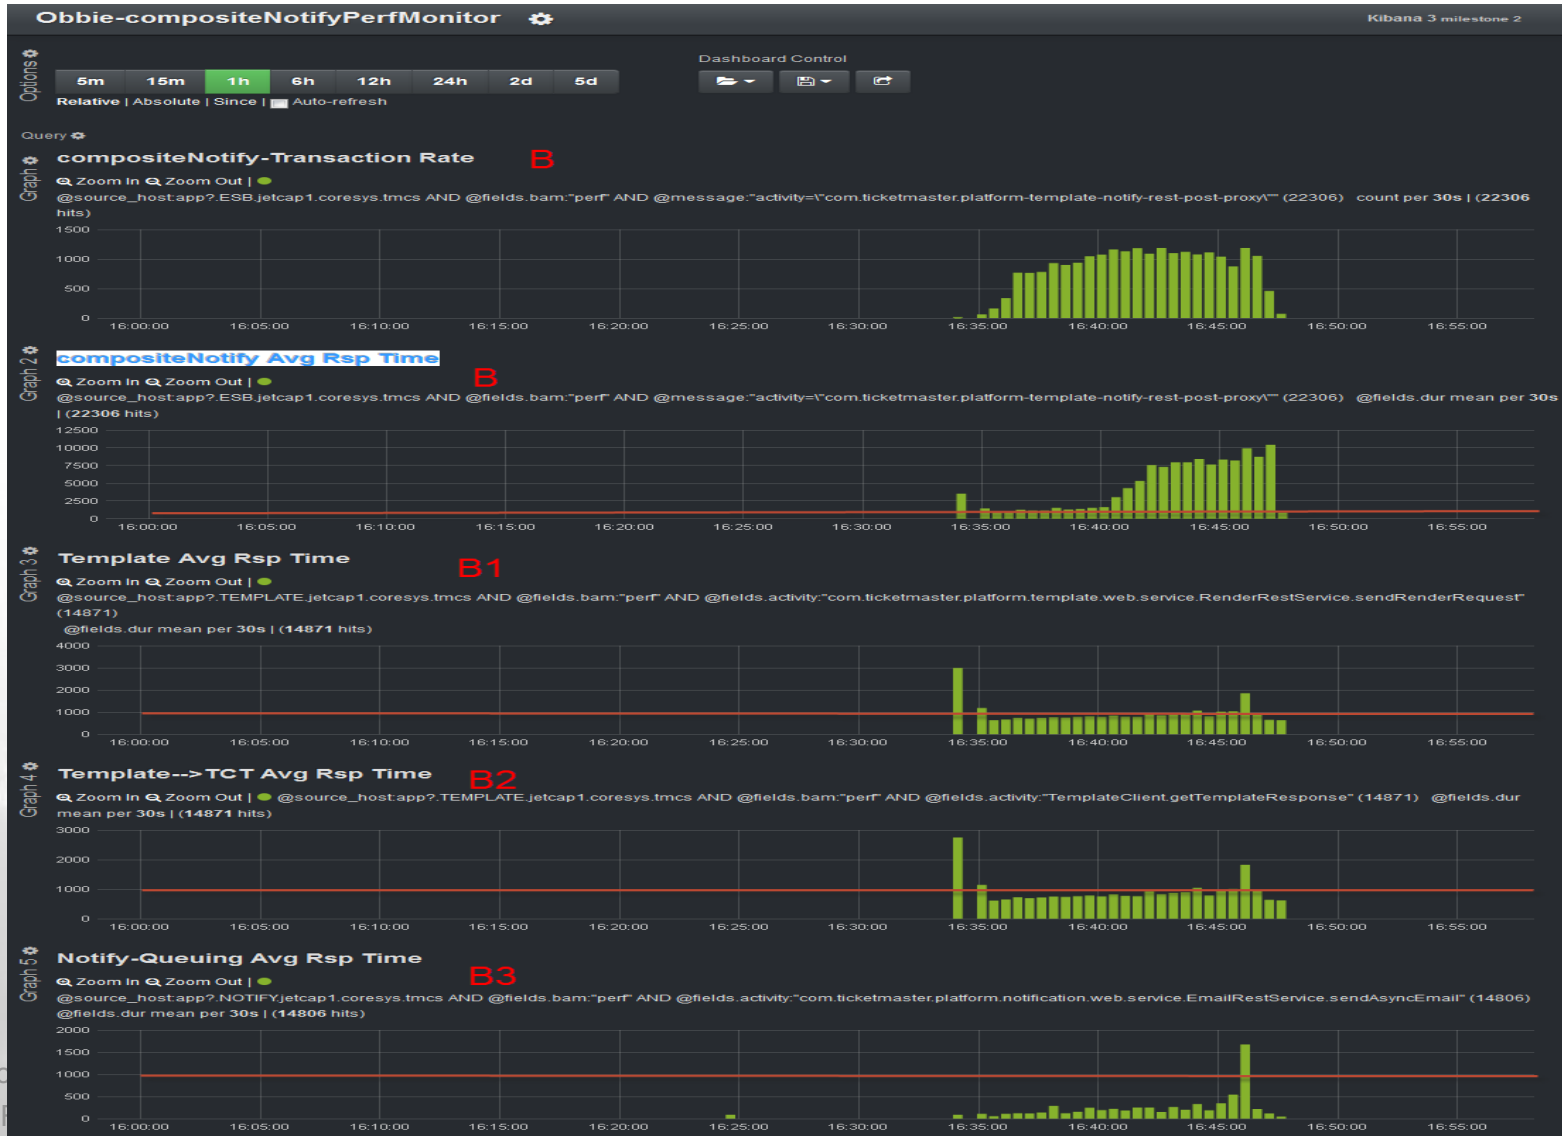 Obbie-compositeNotifyPerfMonitor
Kibana 3 milestone 2
Options
Dashboard Control
5m 15m 1h 6h 12h 24h 2d 5d
Relative | Absolute | Since | Auto-refresh
Query
Graph
compositeNotify-Transaction Rate B
Zoom In Zoom Out |
@source_host:app?.ESB.jetcap1.coresys.tmcs AND @fields.bam:"perf" AND @message:"activity=\"com.ticketmaster.platform-template-notify-rest-post-proxy\"" (22306) count per 30s | (22306
hits)
1500
1000
500
0
16:00:00 16:05:00 16:10:00 16:15:00 16:20:00 16:25:00 16:30:00 16:35:00 16:40:00 16:45:00 16:50:00 16:55:00
Graph 2
compositeNotify Avg Rsp Time
B
Zoom In Zoom Out |
@source_host:app?.ESB.jetcap1.coresys.tmcs AND @fields.bam:"perf" AND @message:"activity=\"com.ticketmaster.platform-template-notify-rest-post-proxy\"" (22306) @fields.dur mean per 30s
| (22306 hits)
12500
10000
7500
5000
2500
0
16:00:00 16:05:00 16:10:00 16:15:00 16:20:00 16:25:00 16:30:00 16:35:00 16:40:00 16:45:00 16:50:00 16:55:00
Graph 3
Template Avg Rsp Time B1
Zoom In Zoom Out |
@source_host:app?.TEMPLATE.jetcap1.coresys.tmcs AND @fields.bam:"perf" AND @fields.activity:"com.ticketmaster.platform.template.web.service.RenderRestService.sendRenderRequest"
(14871)
@fields.dur mean per 30s | (14871 hits)
4000
3000
2000
1000
0
16:00:00 16:05:00 16:10:00 16:15:00 16:20:00 16:25:00 16:30:00 16:35:00 16:40:00 16:45:00 16:50:00 16:55:00
Graph 4
Template-->TCT Avg Rsp Time B2
Zoom In Zoom Out | @source_host:app?.TEMPLATE.jetcap1.coresys.tmcs AND @fields.bam:"perf" AND @fields.activity:"TemplateClient.getTemplateResponse" (14871) @fields.dur
mean per 30s | (14871 hits)
3000
2000
1000
0
16:00:00 16:05:00 16:10:00 16:15:00 16:20:00 16:25:00 16:30:00 16:35:00 16:40:00 16:45:00 16:50:00 16:55:00
Graph 5
Notify-Queuing Avg Rsp Time B3
Zoom In Zoom Out |
@source_host:app?.NOTIFY.jetcap1.coresys.tmcs AND @fields.bam:"perf" AND @fields.activity:"com.ticketmaster.platform.notification.web.service.EmailRestService.sendAsyncEmail" (14806)
@fields.dur mean per 30s | (14806 hits)
2000
1500
1000
500
0
16:00:00 16:05:00 16:10:00 16:15:00 16:20:00 16:25:00 16:30:00 16:35:00 16:40:00 16:45:00 16:50:00 16:55:00